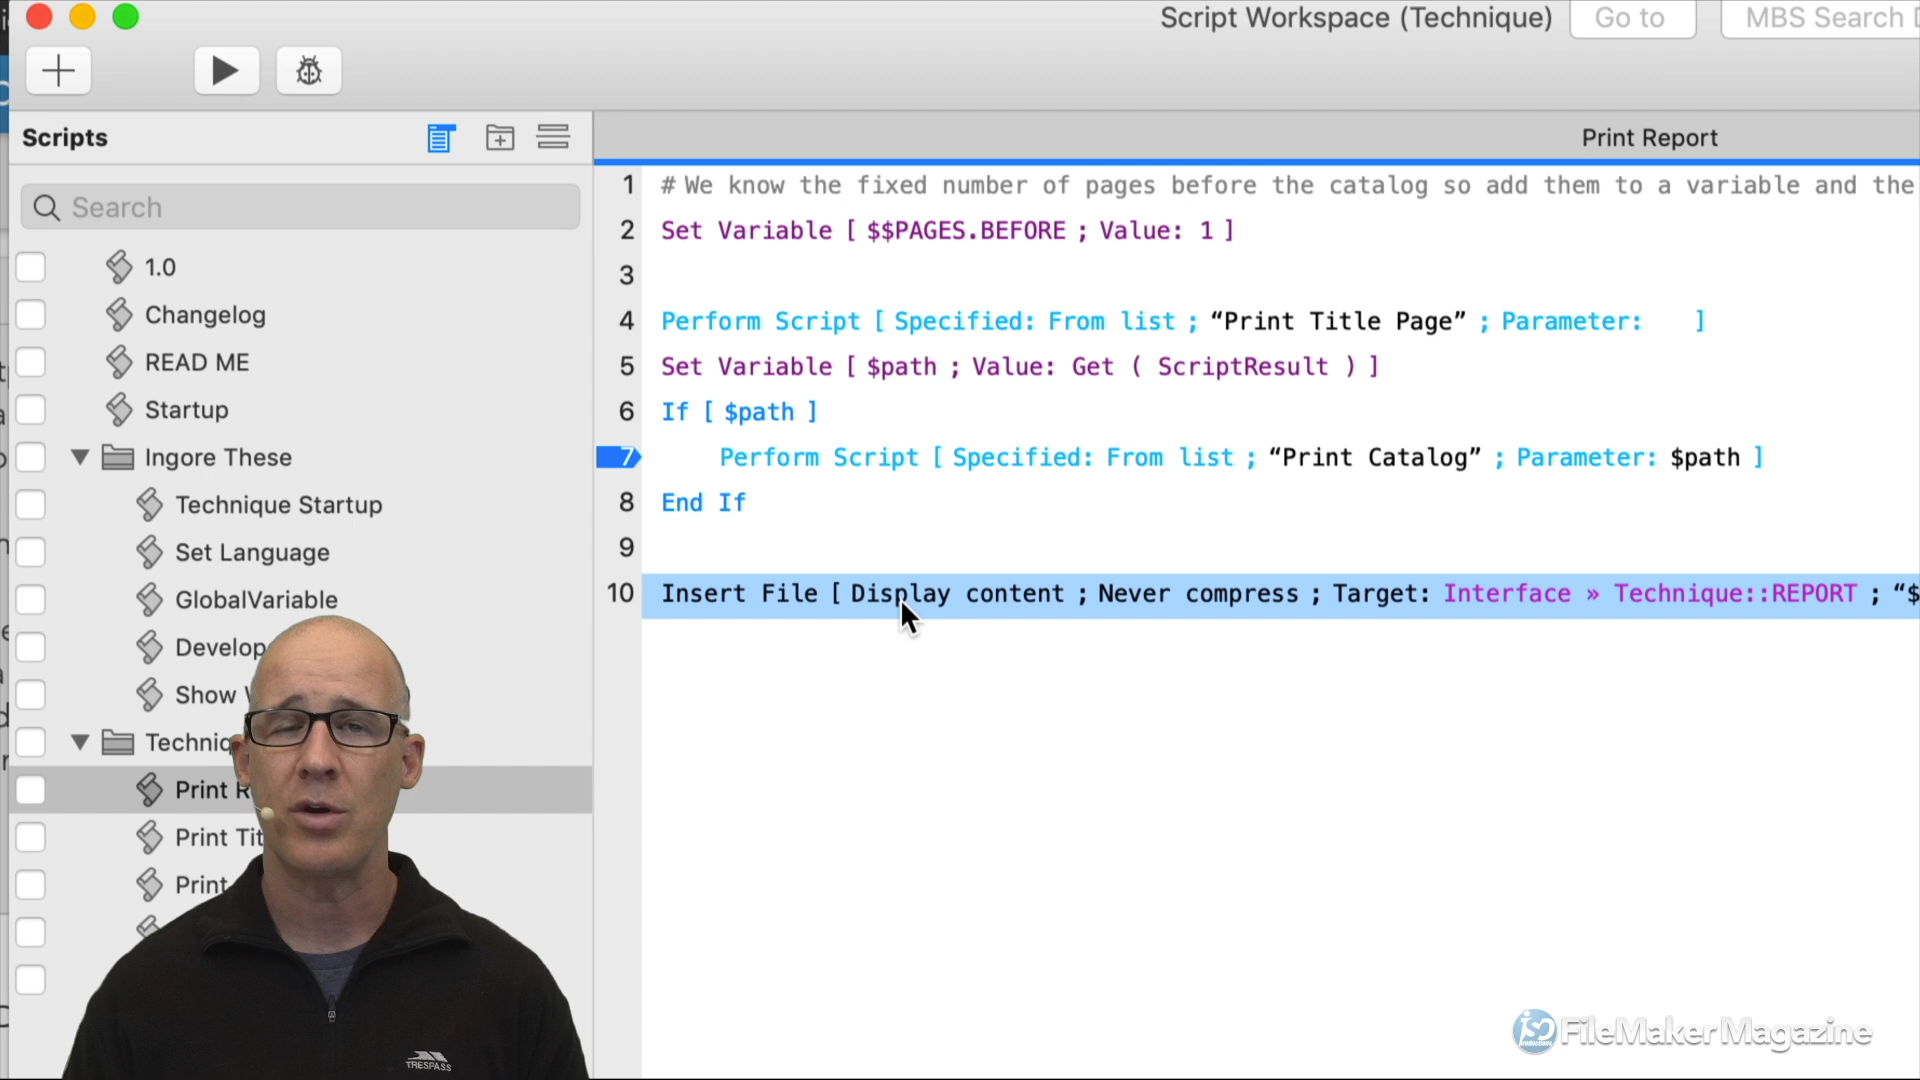 Script Workspace (Technique)
Go to
MBS Search
Scripts
Print Report
Search
1 # We know the fixed number of pages before the catalog so add them to a variable and the
2 Set Variable [ $$PAGES.BEFORE ; Value: 1 ]
3
4 Perform Script [ Specified: From list ; “Print Title Page” ; Parameter: ]
5 Set Variable [ $path ; Value: Get ( ScriptResult ) ]
6 If [ $path ]
7 Perform Script [ Specified: From list ; “Print Catalog” ; Parameter: $path ]
8 End If
9
10 Insert File [ Display content ; Never compress ; Target: Interface » Technique::REPORT ; “$
1.0
Changelog
READ ME
Startup
Ingore These
Technique Startup
Set Language
GlobalVariable
Develop
Show
Techniq
Print R
Print Tit
Print
TRESPASS
iso productions FileMaker Magazine